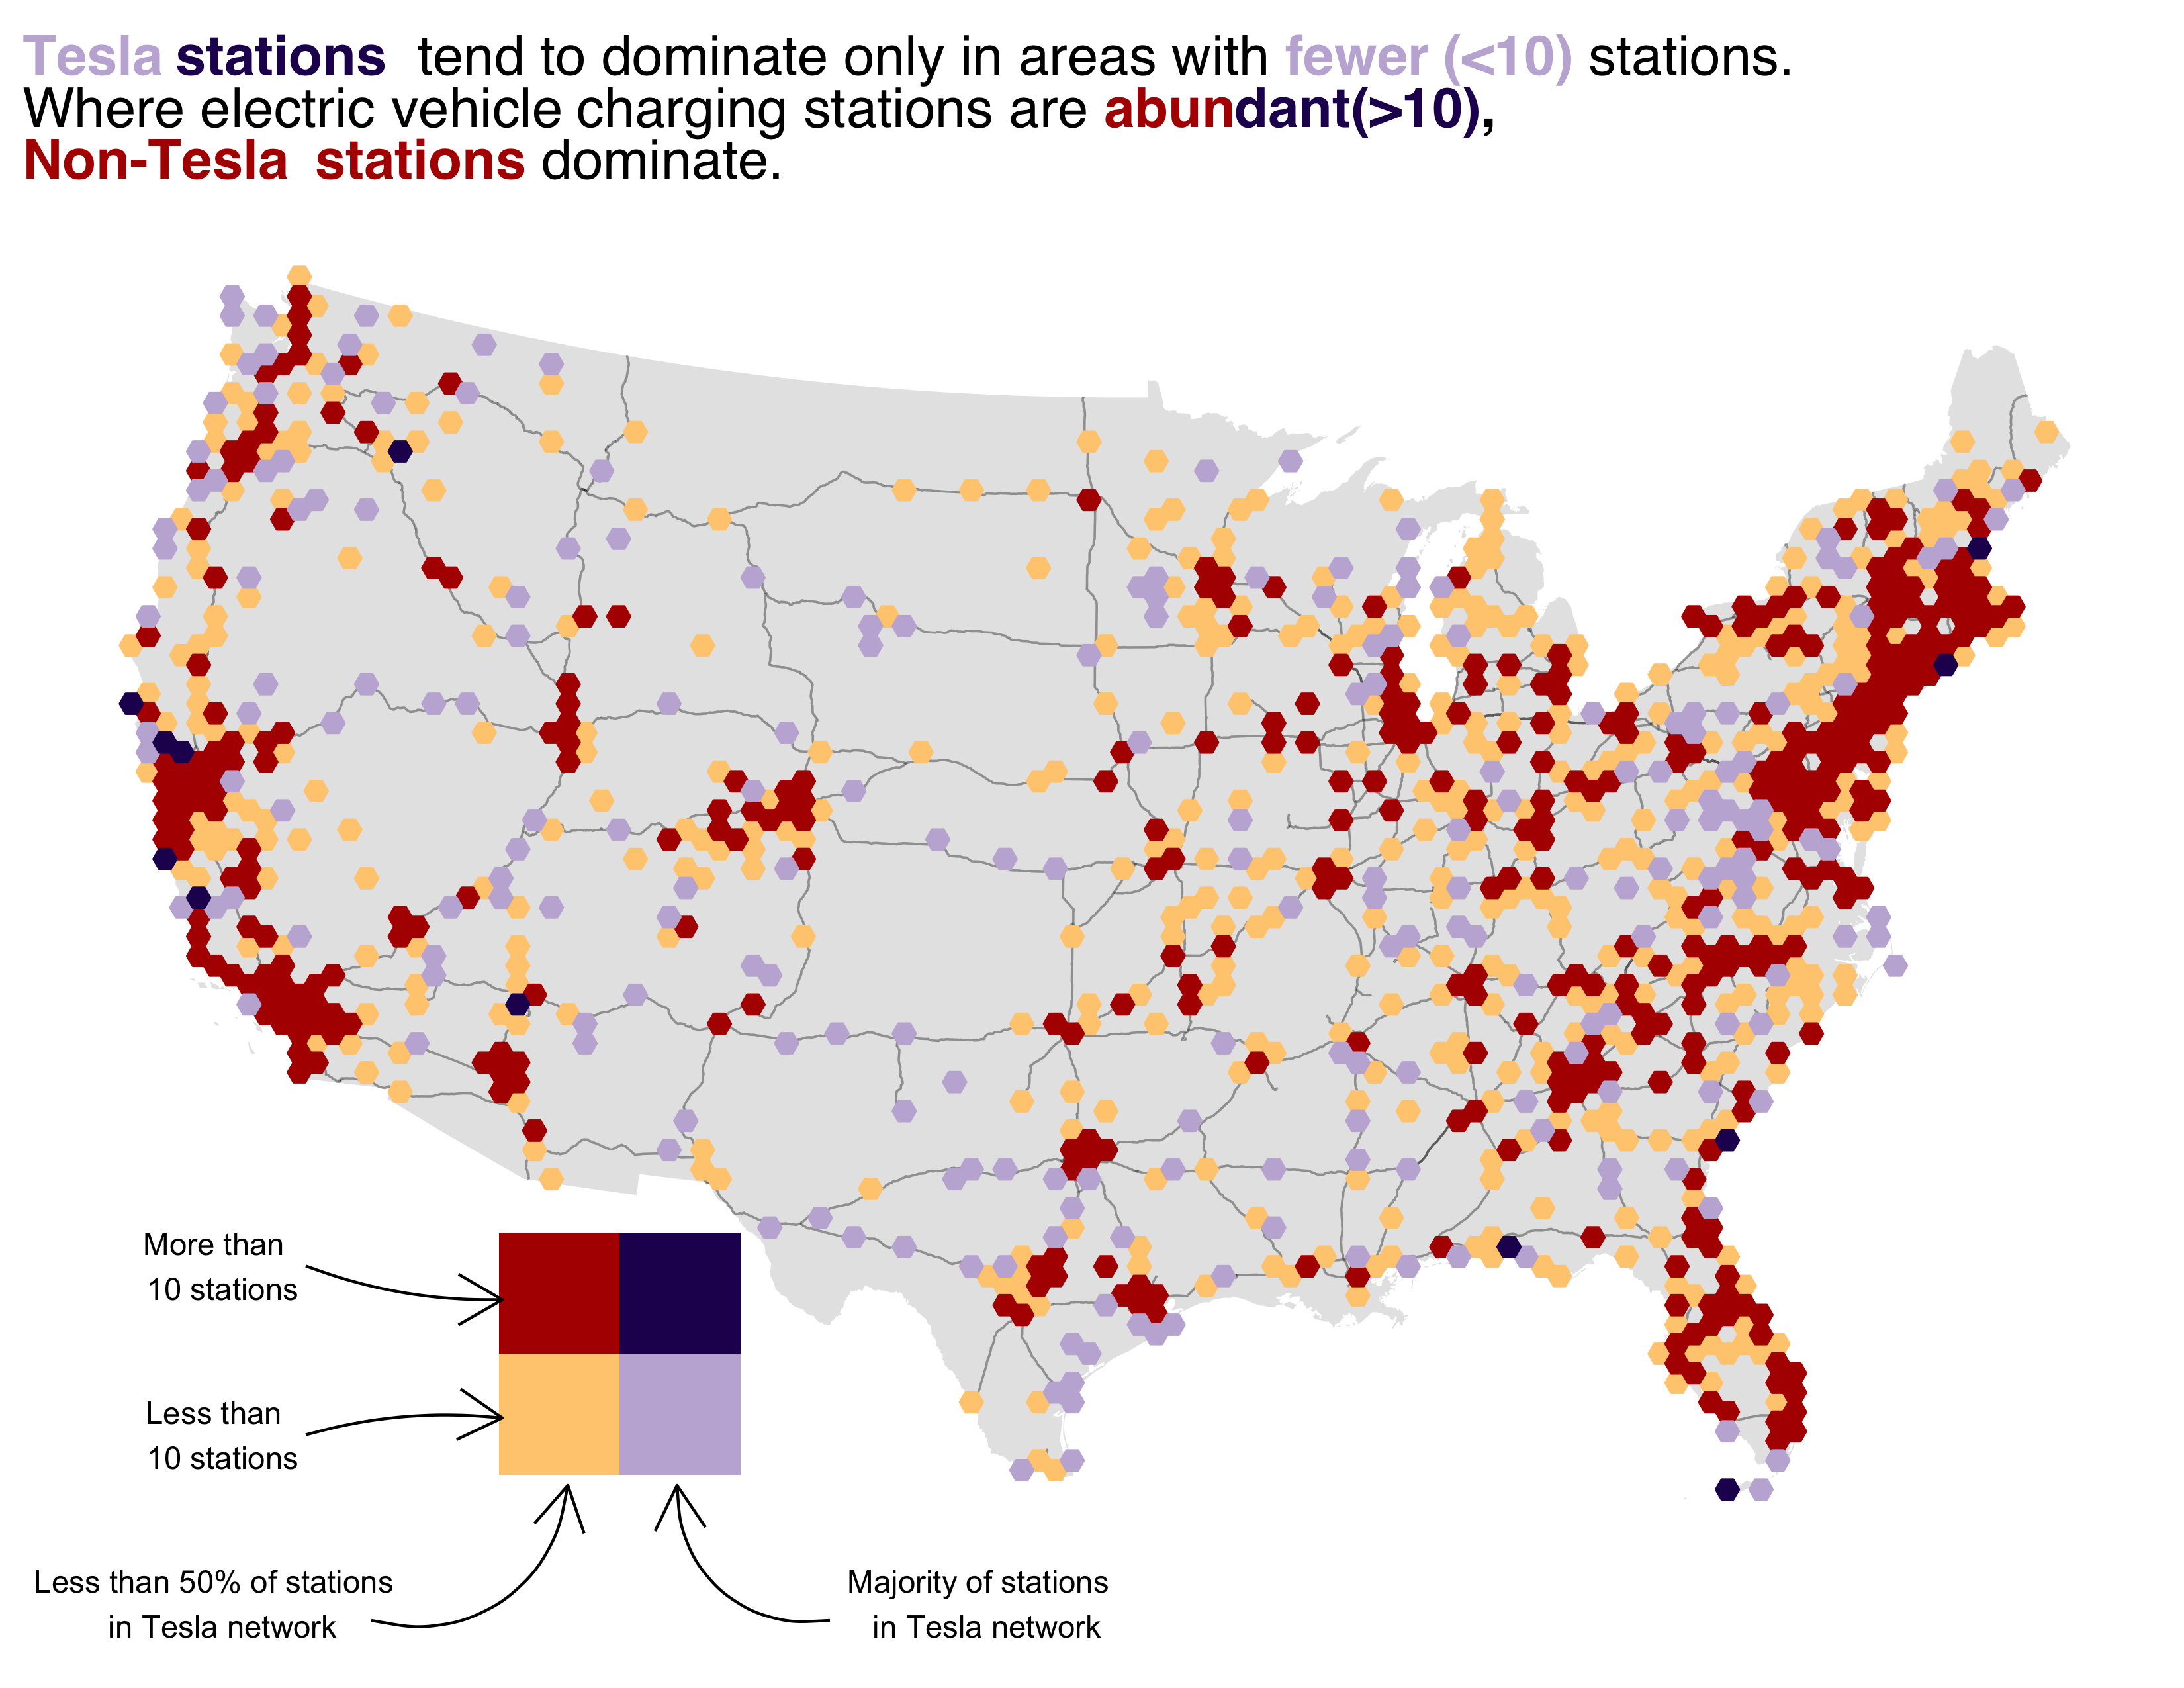 Tesla stations tend to dominate only in areas with fewer (<10) stations.
Where electric vehicle charging stations are abundant(>10),
Non-Tesla stations dominate.
More than
10 stations
Less than
10 stations
Less than 50% of stations
in Tesla network
Majority of stations
in Tesla network